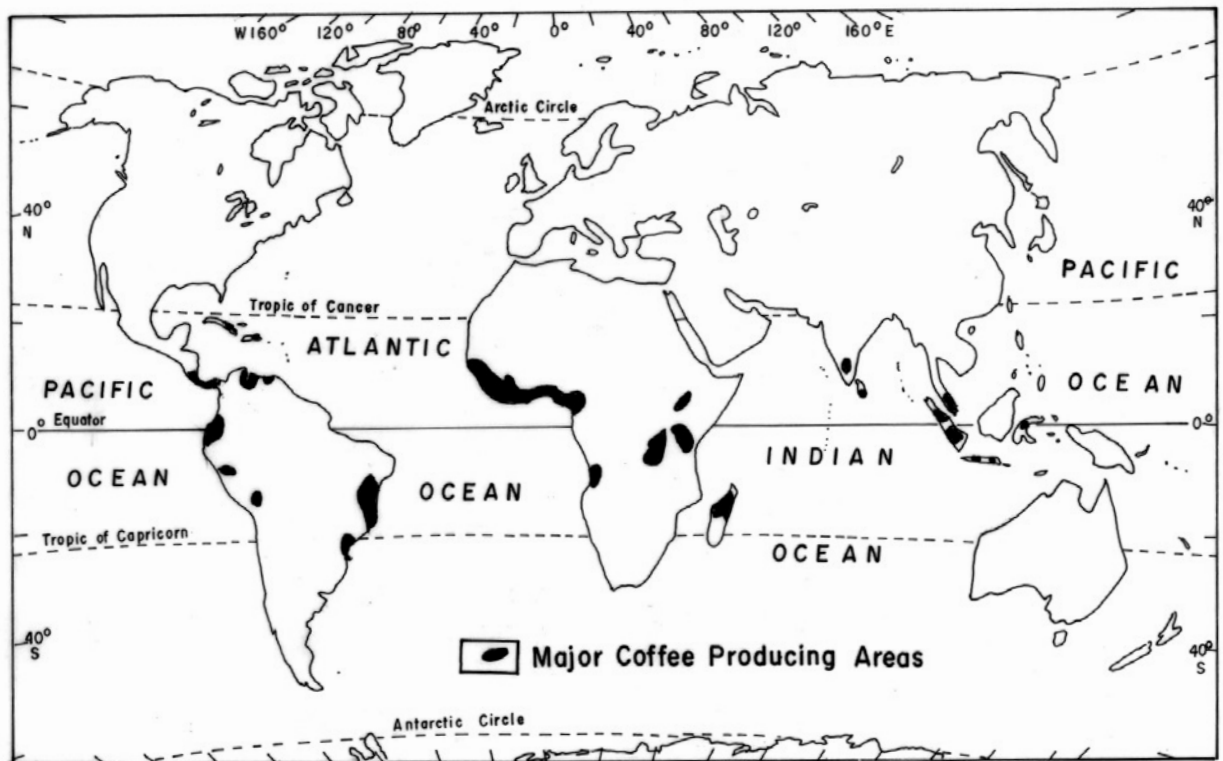 W160° 120° 80° 40° 0° 40° 80° 120° 160°E
Arctic Circle
40°
N
40°
N
PACIFIC
Tropic of Cancer
ATLANTIC
PACIFIC
OCEAN
0° Equator
0°
INDIAN
OCEAN
OCEAN
Tropic of Capricorn
OCEAN
40°
S
40°
S
Major Coffee Producing Areas
Antarctic Circle